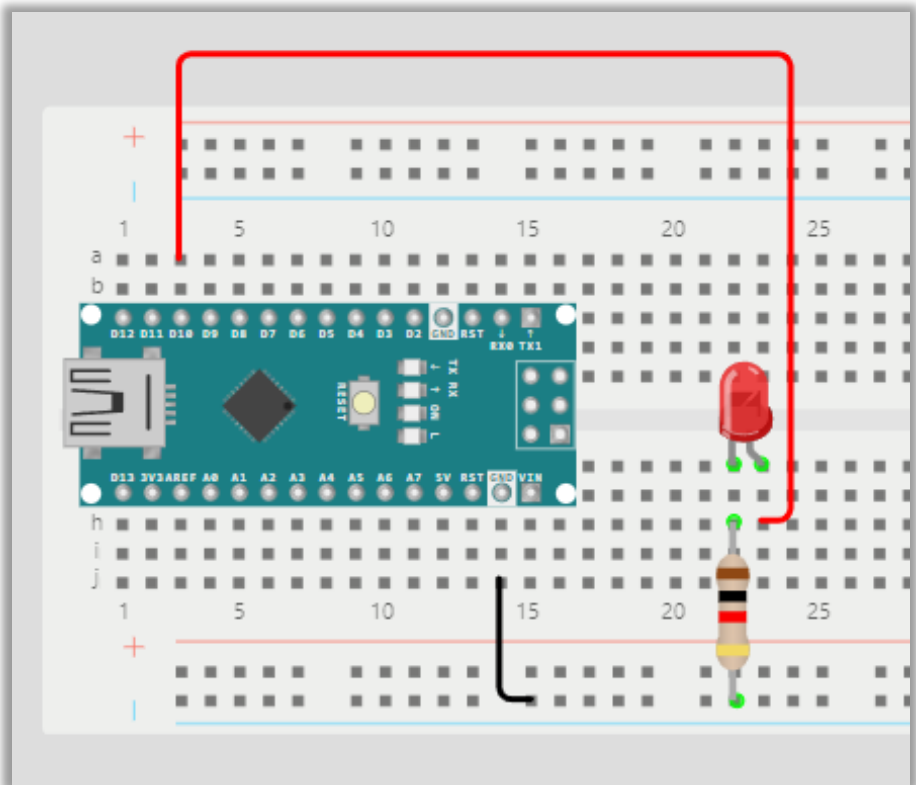 +
1 5 10 15 20 25
a
b
D12 D11 D10 D9 D8 D7 D6 D5 D4 D3 D2 GND RST ↓ ↑
RX0 TX1
TX RX
↓ ↑
ON L
RESET
D13 3V3 AREF A0 A1 A2 A3 A4 A5 A6 A7 5V RST GND VIN
h
i
j
1 5 10 15 20 25
+